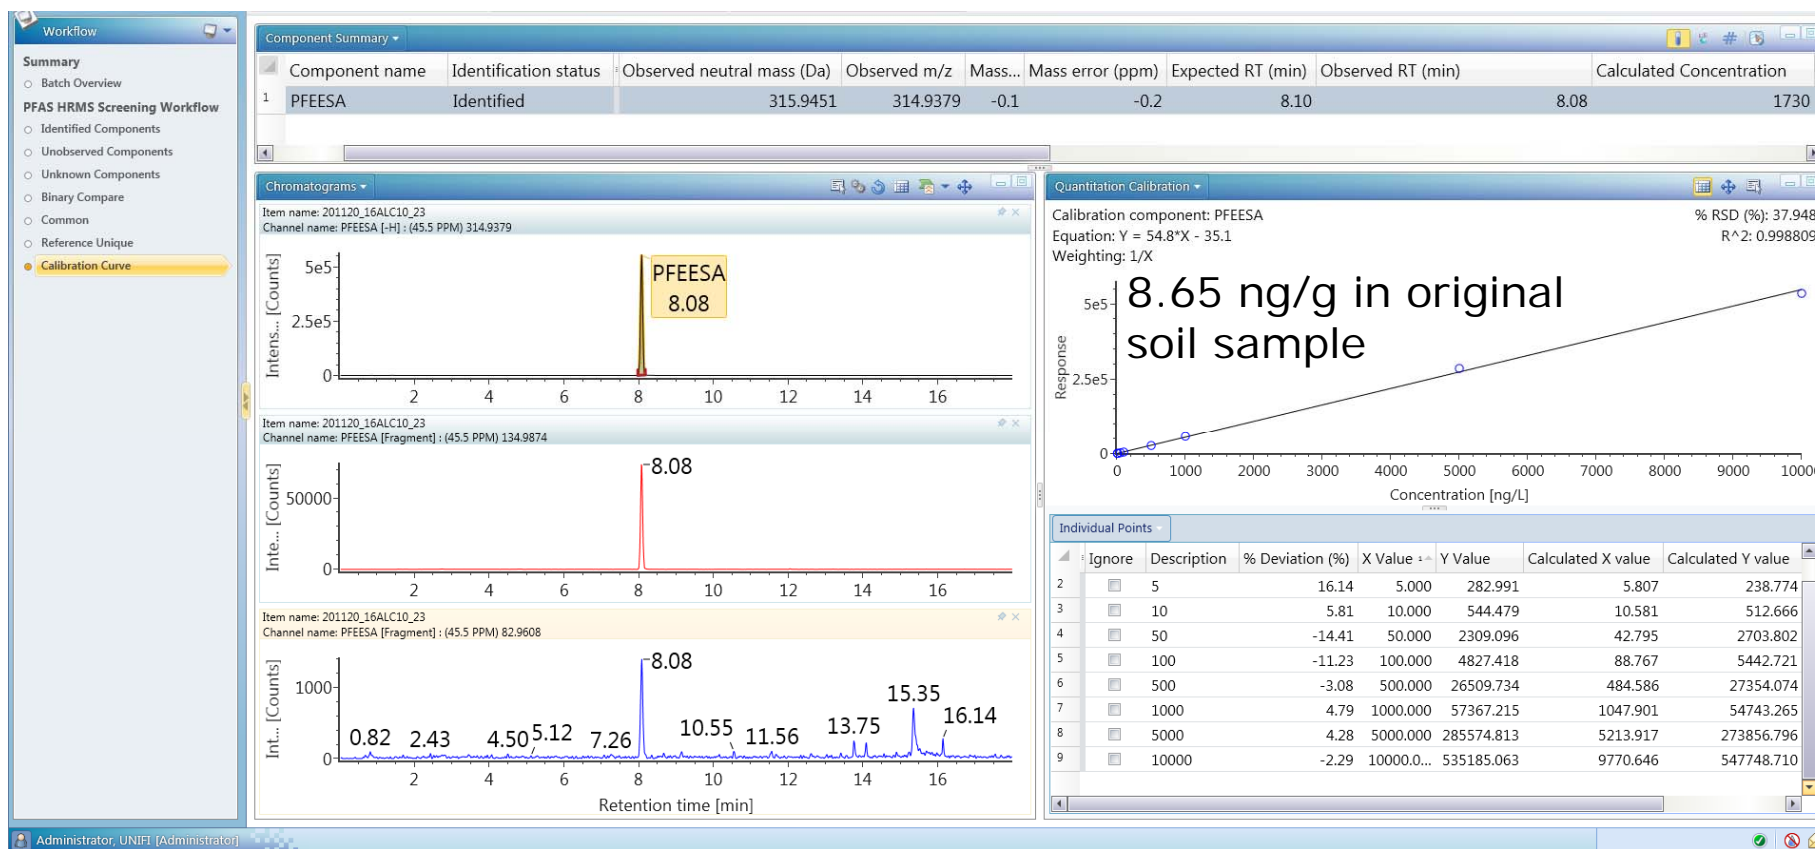 Workflow
Summary
Batch Overview
PFAS HRMS Screening Workflow
Identified Components
Unobserved Components
Unknown Components
Binary Compare
Common
Reference Unique
Calibration Curve
Component Summary
Component name Identification status Observed neutral mass (Da) Observed m/z Mass... Mass error (ppm) Expected RT (min) Observed RT (min) Calculated Concentration
1 PFEESA Identified 315.9451 314.9379 -0.1 -0.2 8.10 8.08 1730
Chromatograms
Item name: 201120_16ALC10_23
Channel name: PFEESA [-H] : (45.5 PPM) 314.9379
Intens... [Counts]
5e5
2.5e5
0
PFEESA
8.08
2 4 6 8 10 12 14 16
Item name: 201120_16ALC10_23
Channel name: PFEESA [Fragment] : (45.5 PPM) 134.9874
Inte... [Counts]
50000
0
8.08
2 4 6 8 10 12 14 16
Item name: 201120_16ALC10_23
Channel name: PFEESA [Fragment] : (45.5 PPM) 82.9608
Int... [Counts]
1000
0
0.82 2.43 4.50 5.12 7.26 8.08 10.55 11.56 13.75 15.35 16.14
2 4 6 8 10 12 14 16
Retention time [min]
Quantitation Calibration
Calibration component: PFEESA % RSD (%): 37.948
Equation: Y = 54.8*X - 35.1 R^2: 0.998809
Weighting: 1/X
8.65 ng/g in original
soil sample
Response
5e5
2.5e5
0
0 1000 2000 3000 4000 5000 6000 7000 8000 9000 1000
Concentration [ng/L]
Individual Points
Ignore Description % Deviation (%) X Value 1 Y Value Calculated X value Calculated Y value
2 5 16.14 5.000 282.991 5.807 238.774
3 10 5.81 10.000 544.479 10.581 512.666
4 50 -14.41 50.000 2309.096 42.795 2703.802
5 100 -11.23 100.000 4827.418 88.767 5442.721
6 500 -3.08 500.000 26509.734 484.586 27354.074
7 1000 4.79 1000.000 57367.215 1047.901 54743.265
8 5000 4.28 5000.000 285574.813 5213.917 273856.796
9 10000 -2.29 10000.0... 535185.063 9770.646 547748.710
Administrator, UNIFI [Administrator]